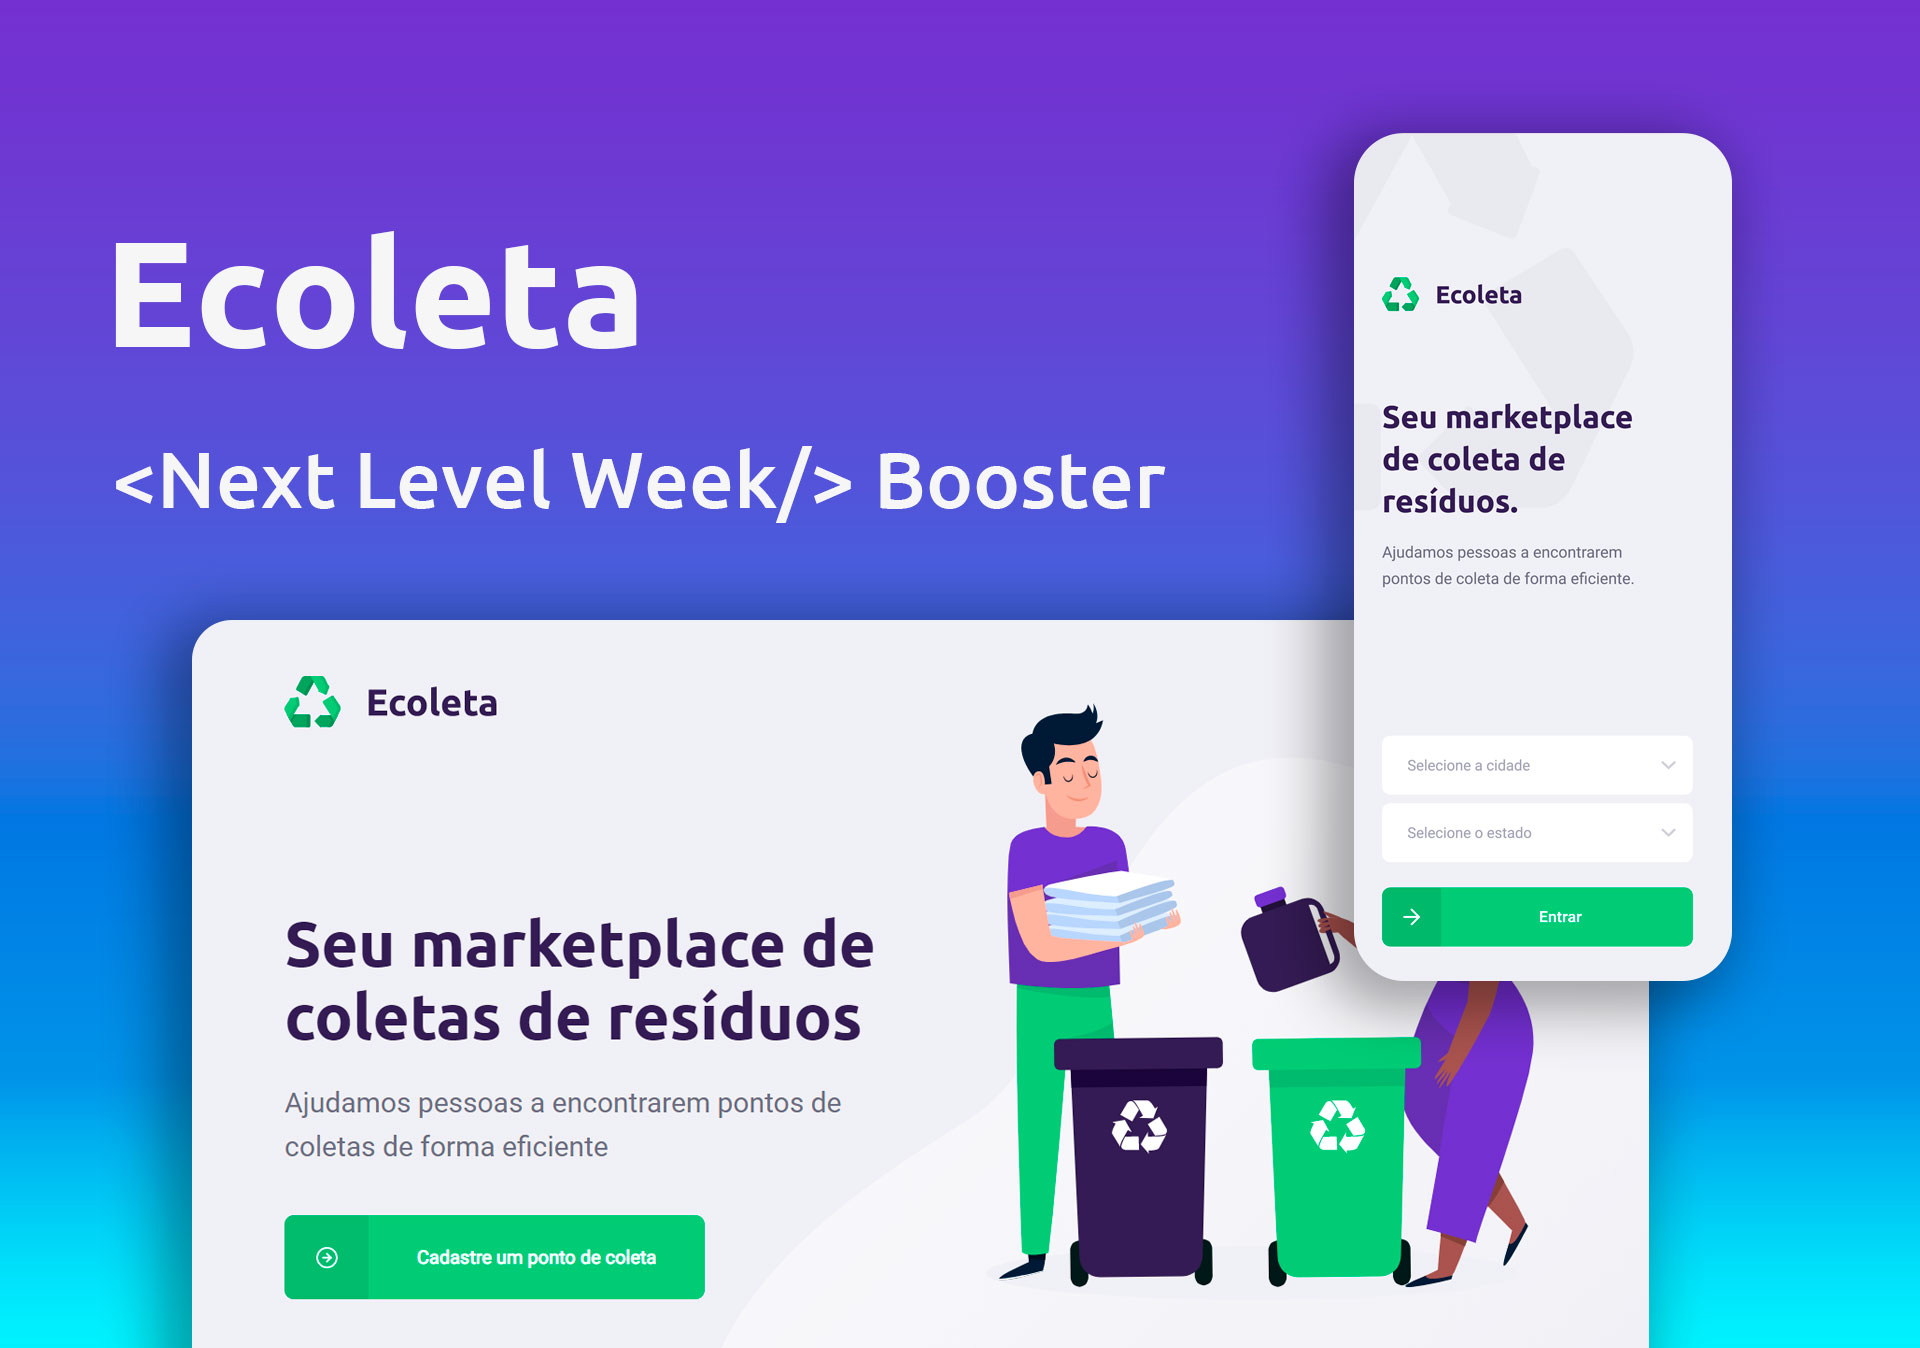 Ecoleta
<Next Level Week/> Booster
Ecoleta
Seu marketplace de
coletas de resíduos
Ajudamos pessoas a encontrarem pontos de
coletas de forma eficiente
Cadastre um ponto de coleta
Ecoleta
Seu marketplace
de coleta de
resíduos.
Ajudamos pessoas a encontrarem
pontos de coleta de forma eficiente.
Selecione a cidade
Selecione o estado
Entrar